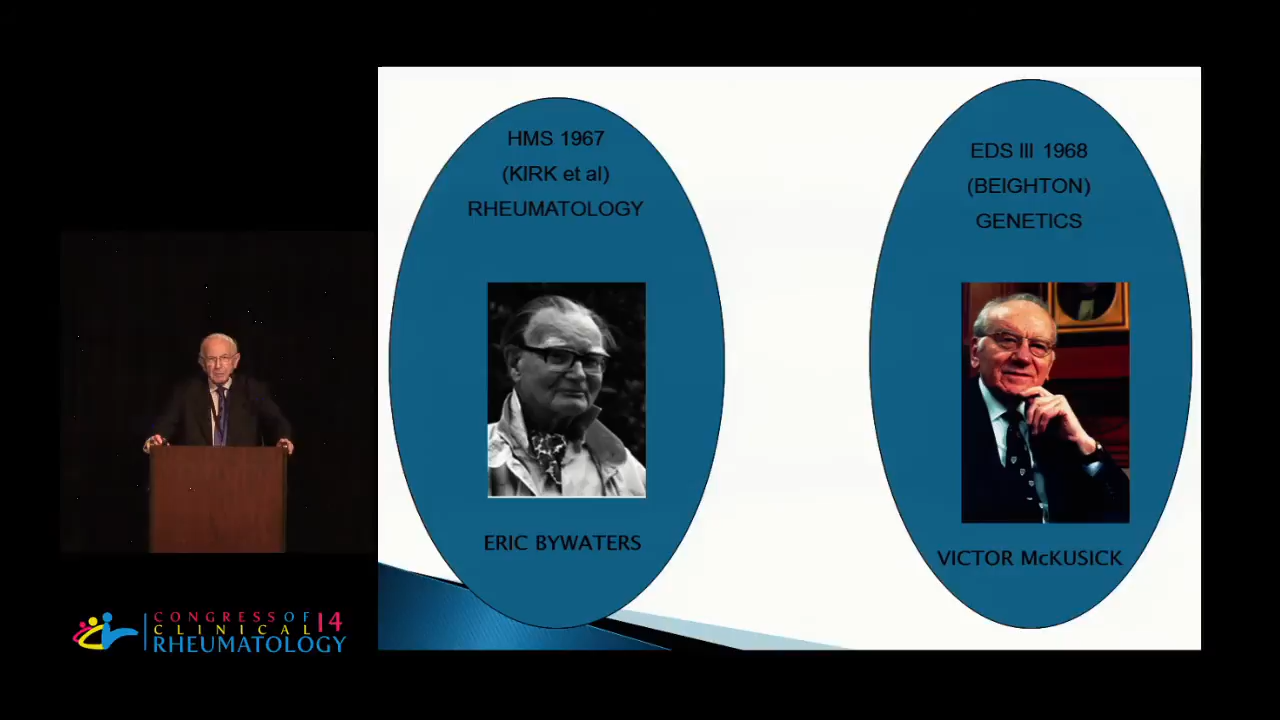 HMS 1967
(KIRK et al)
RHEUMATOLOGY
ERIC BYWATERS
EDS III 1968
(BEIGHTON)
GENETICS
VICTOR McKUSICK
CONGRESS OF 14
CLINICAL
RHEUMATOLOGY